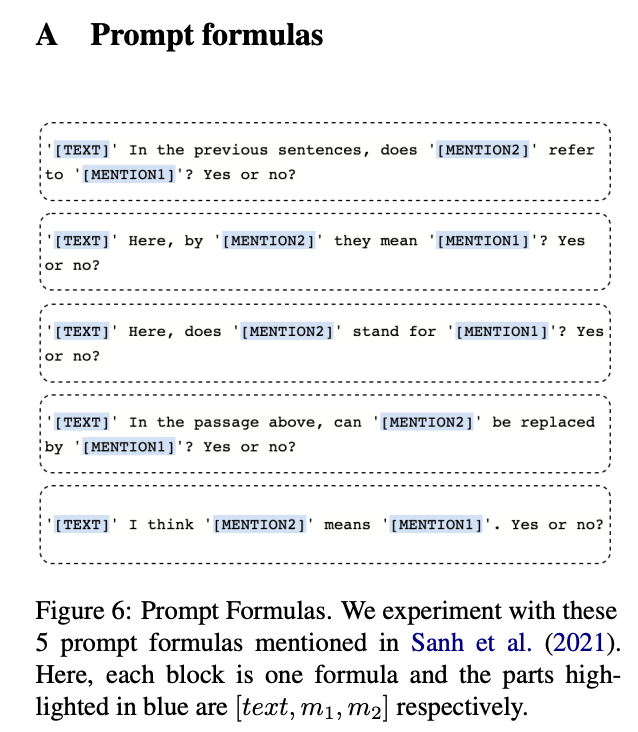 A Prompt formulas
'[TEXT]' In the previous sentences, does '[MENTION2]' refer
to '[MENTION1]'? Yes or no?
'[TEXT]' Here, by '[MENTION2]' they mean '[MENTION1]'? Yes
or no?
'[TEXT]' Here, does '[MENTION2]' stand for '[MENTION1]'? Yes
or no?
'[TEXT]' In the passage above, can '[MENTION2]' be replaced
by '[MENTION1]'? Yes or no?
'[TEXT]' I think '[MENTION2]' means '[MENTION1]'. Yes or no?
Figure 6: Prompt Formulas. We experiment with these
5 prompt formulas mentioned in Sanh et al. (2021).
Here, each block is one formula and the parts high-
lighted in blue are [text, m₁, m₂] respectively.